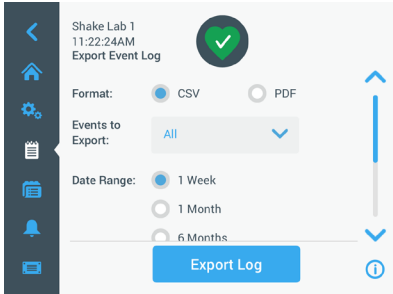 Shake Lab 1
11:22:24AM
Export Event Log
Format:
CSV
PDF
Events to
Export:
All
Date Range:
1 Week
1 Month
6 Months
Export Log